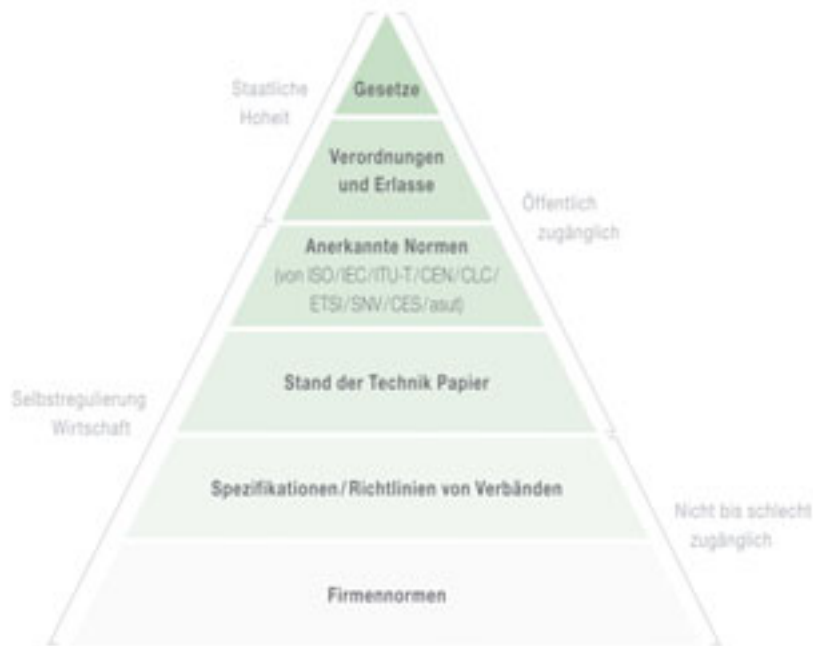 Staatliche
Hoheit
Gesetze
Verordnungen
und Erlasse
Öffentlich
zugänglich
Anerkannte Normen
(von ISO/IEC/ITU-T/CEN/CLC/
ETSI/SNV/CES/asut)
Stand der Technik Papier
Selbstregulierung
Wirtschaft
Spezifikationen/Richtlinien von Verbänden
Nicht bis schlecht
zugänglich
Firmennormen